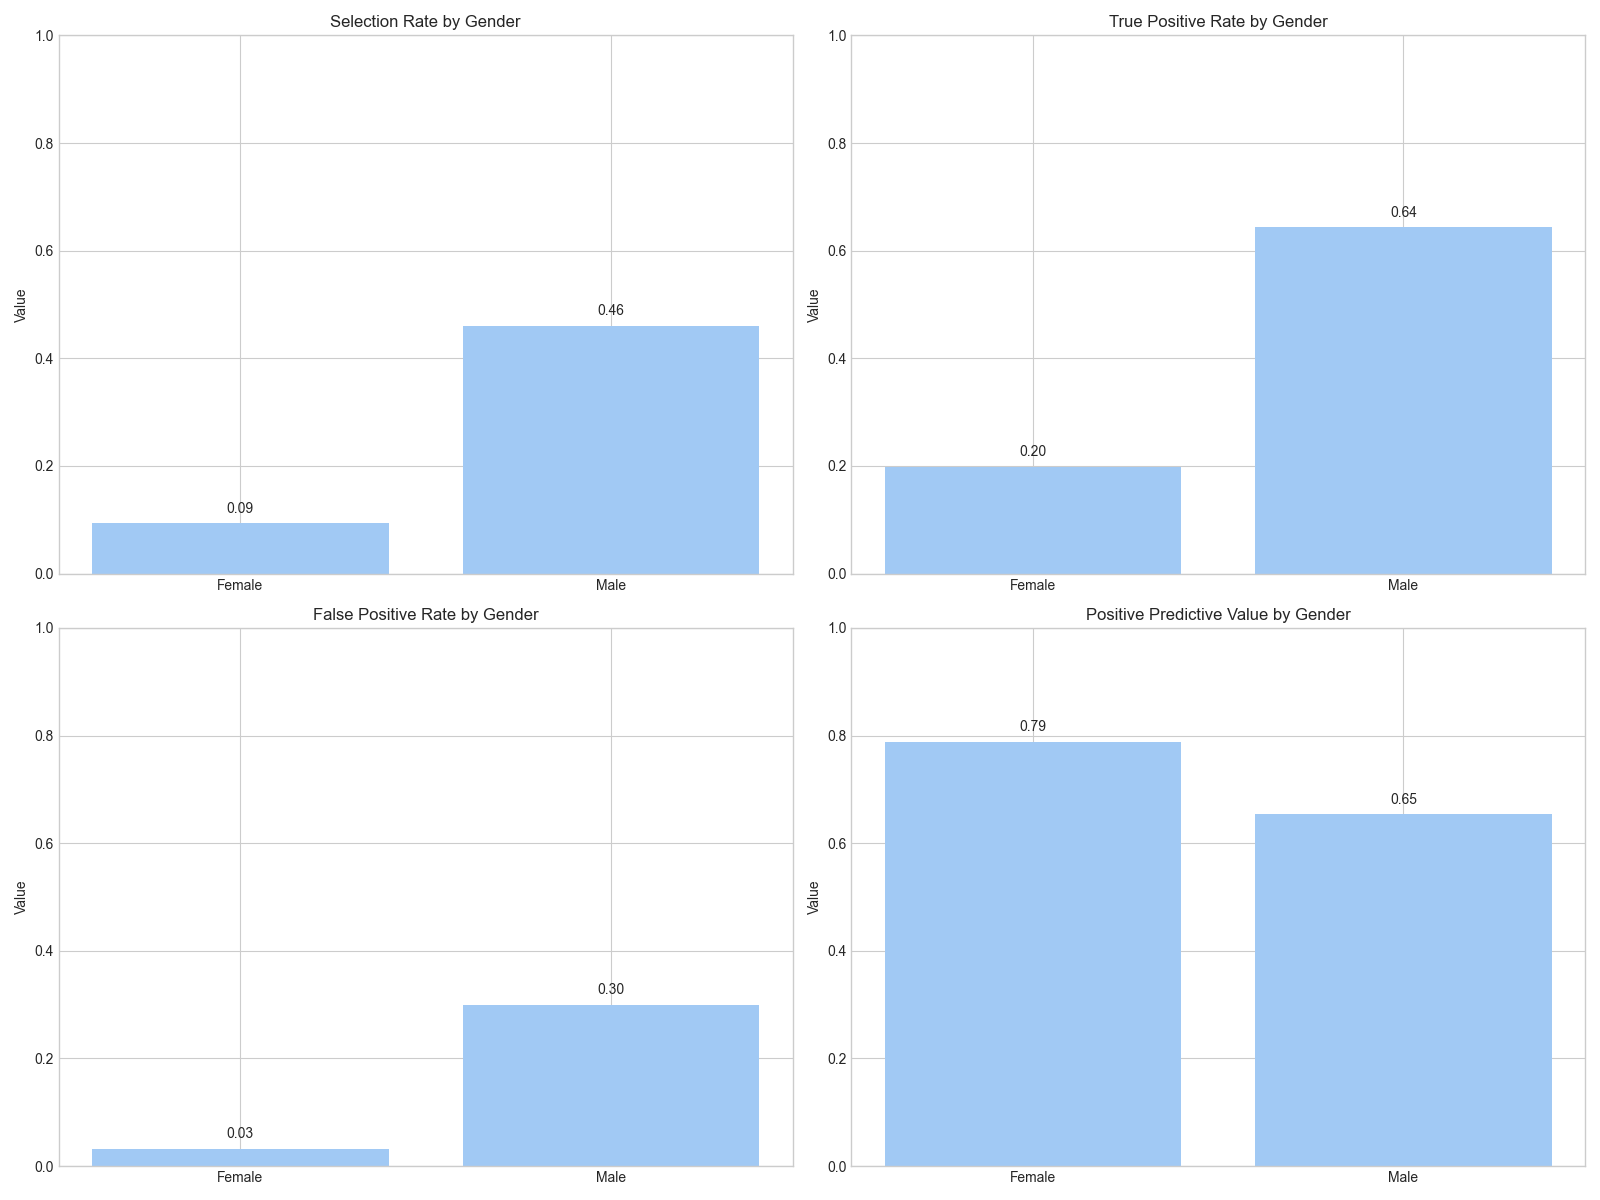 Selection Rate by Gender
1.0
0.8
0.6
0.4
0.2
0.0
Value
0.09
0.46
Female Male
True Positive Rate by Gender
1.0
0.8
0.6
0.4
0.2
0.0
Value
0.20
0.64
Female Male
False Positive Rate by Gender
1.0
0.8
0.6
0.4
0.2
0.0
Value
0.03
0.30
Female Male
Positive Predictive Value by Gender
1.0
0.8
0.6
0.4
0.2
0.0
Value
0.79
0.65
Female Male